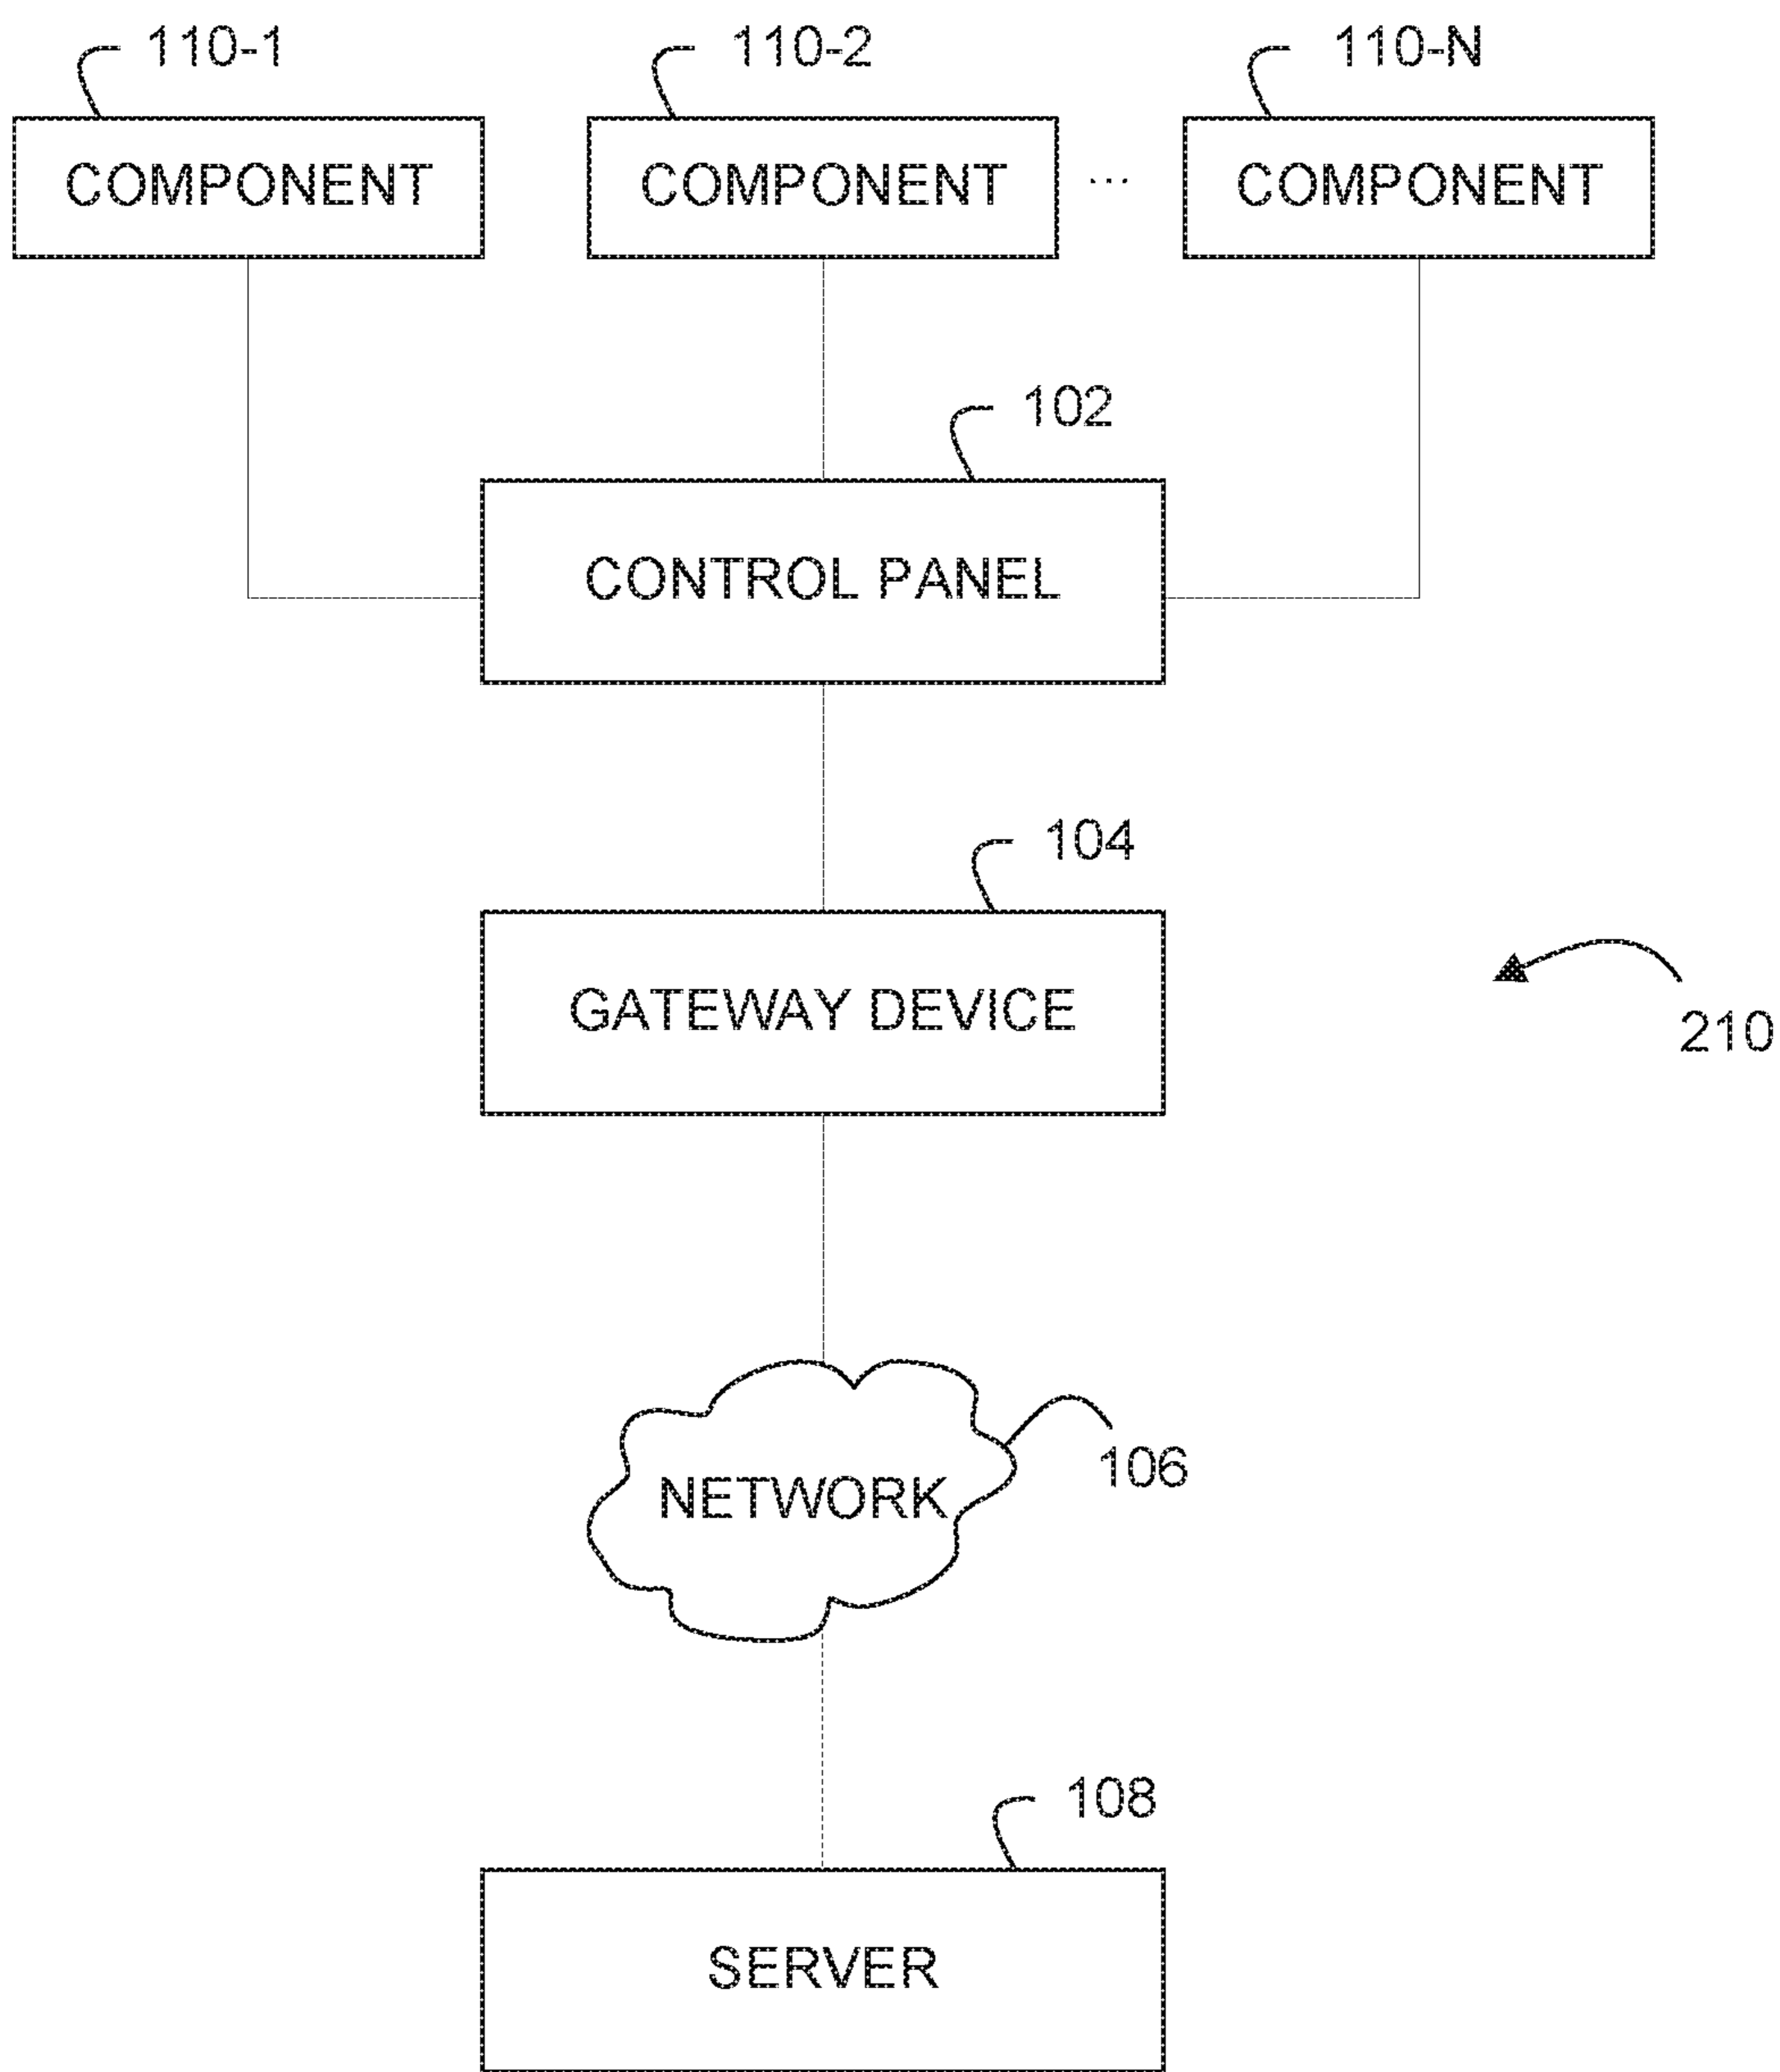 110-1 110-2 110-N
COMPONENT COMPONENT ... COMPONENT
102
CONTROL PANEL
104
GATEWAY DEVICE
210
106
NETWORK
108
SERVER